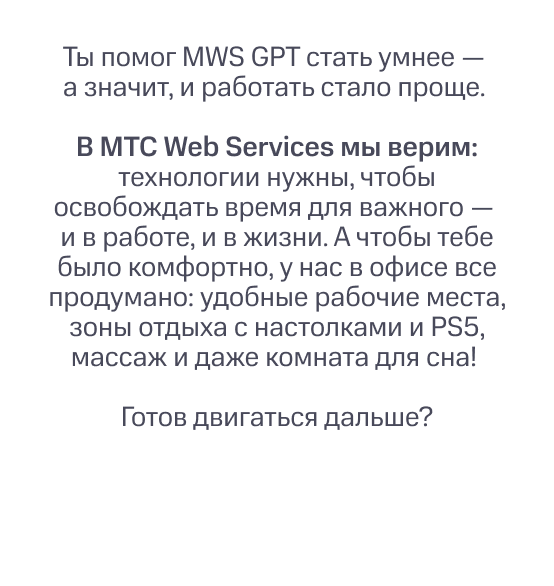 Ты помог MWS GPT стать умнее —
а значит, и работать стало проще.
В МТС Web Services мы верим:
технологии нужны, чтобы
освобождать время для важного —
и в работе, и в жизни. А чтобы тебе
было комфортно, у нас в офисе все
продумано: удобные рабочие места,
зоны отдыха с настолками и PS5,
массаж и даже комната для сна!
Готов двигаться дальше?